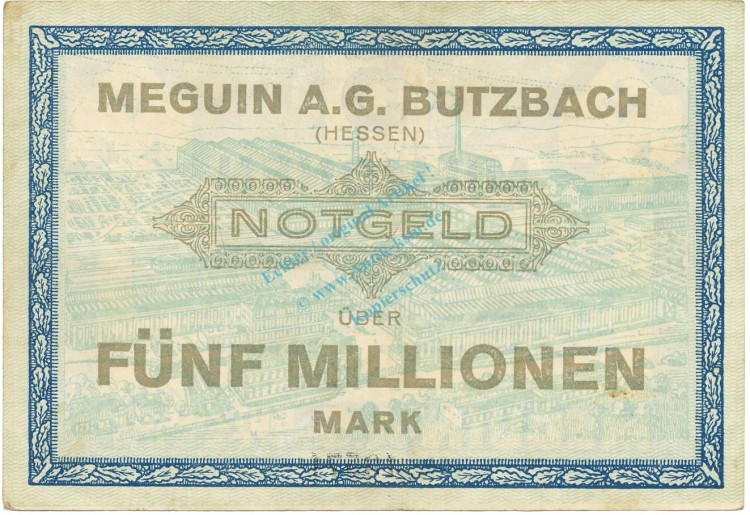 MEGUIN A.G. BUTZBACH
(HESSEN)
NOTGELD
ÜBER
FÜNF MILLIONEN
MARK